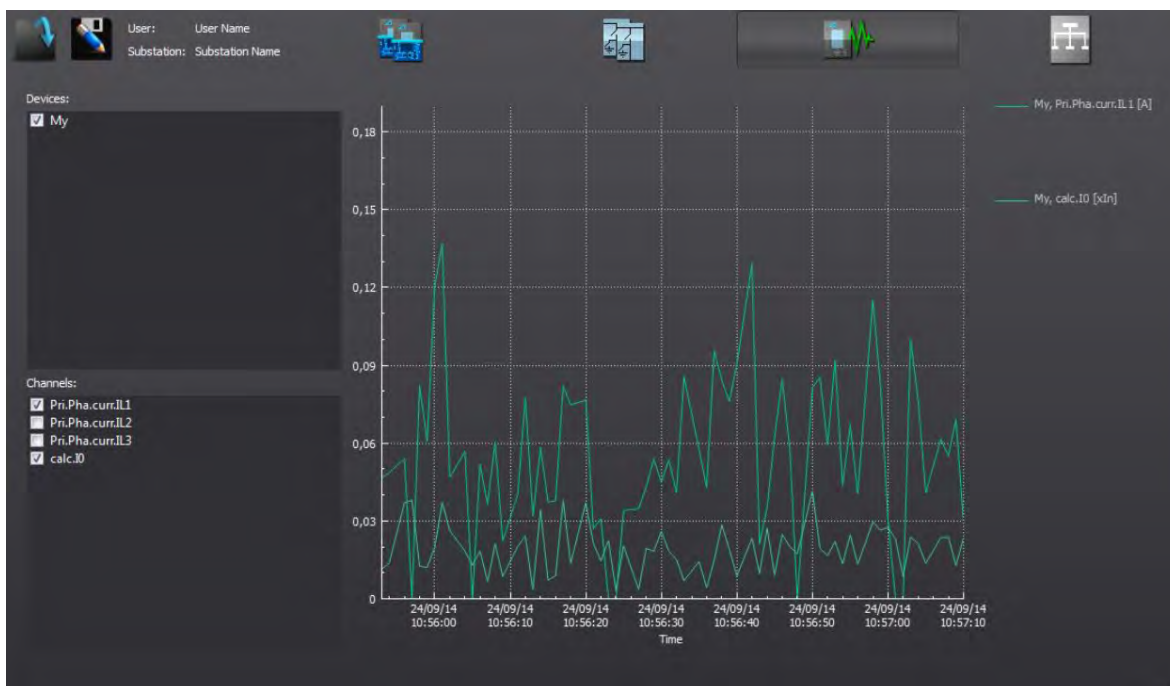 User: User Name
Substation: Substation Name
Devices:
My
Channels:
Pri.Pha.curr.IL1
Pri.Pha.curr.IL2
Pri.Pha.curr.IL3
calc.I0
0,18
0,15
0,12
0,09
0,06
0,03
0
24/09/14 24/09/14 24/09/14 24/09/14 24/09/14 24/09/14 24/09/14 24/09/14
10:56:00 10:56:10 10:56:20 10:56:30 10:56:40 10:56:50 10:57:00 10:57:10
Time
My, Pri.Pha.curr.IL1 [A]
My, calc.I0 [xIn]